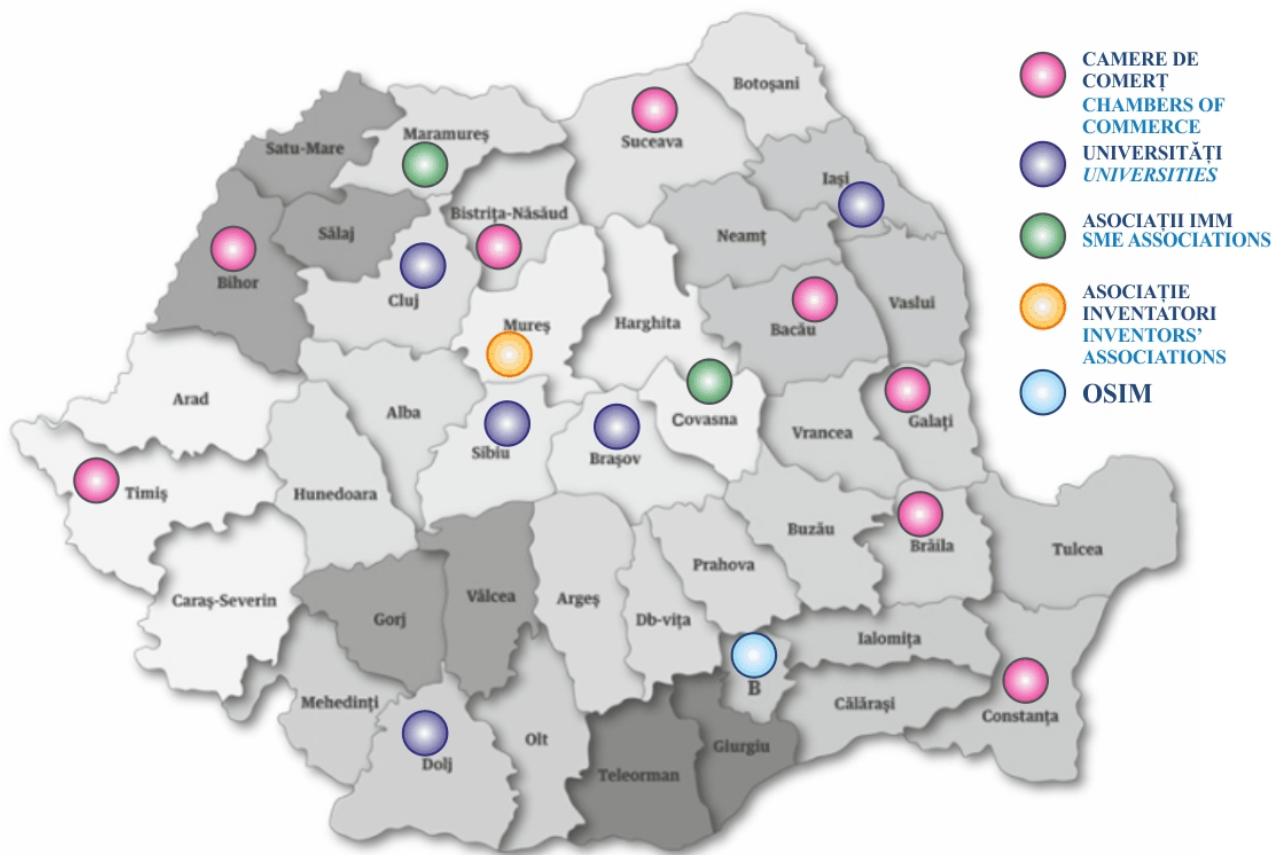 Botoșani
Maramureș
Suceava
Satu-Mare
Iași
Bistrița-Năsăud
Sălaj
Neamț
Bihor
Cluj
Vaslui
Mureș
Harghita
Bacău
Arad
Alba
Covasna
Galați
Vrancea
Sibiu
Brașov
Timiș
Hunedoara
Buzău
Brăila
Tulcea
Prahova
Caraș-Severin
Vâlcea
Argeș
Gorj
Db-vița
Ialomița
B
Mehedinți
Călărași
Constanța
Olt
Giurgiu
Dolj
Teleorman
CAMERE DE
COMERȚ
CHAMBERS OF
COMMERCE
UNIVERSITĂȚI
UNIVERSITIES
ASOCIAȚII IMM
SME ASSOCIATIONS
ASOCIAȚIE
INVENTATORI
INVENTORS'
ASSOCIATIONS
OSIM